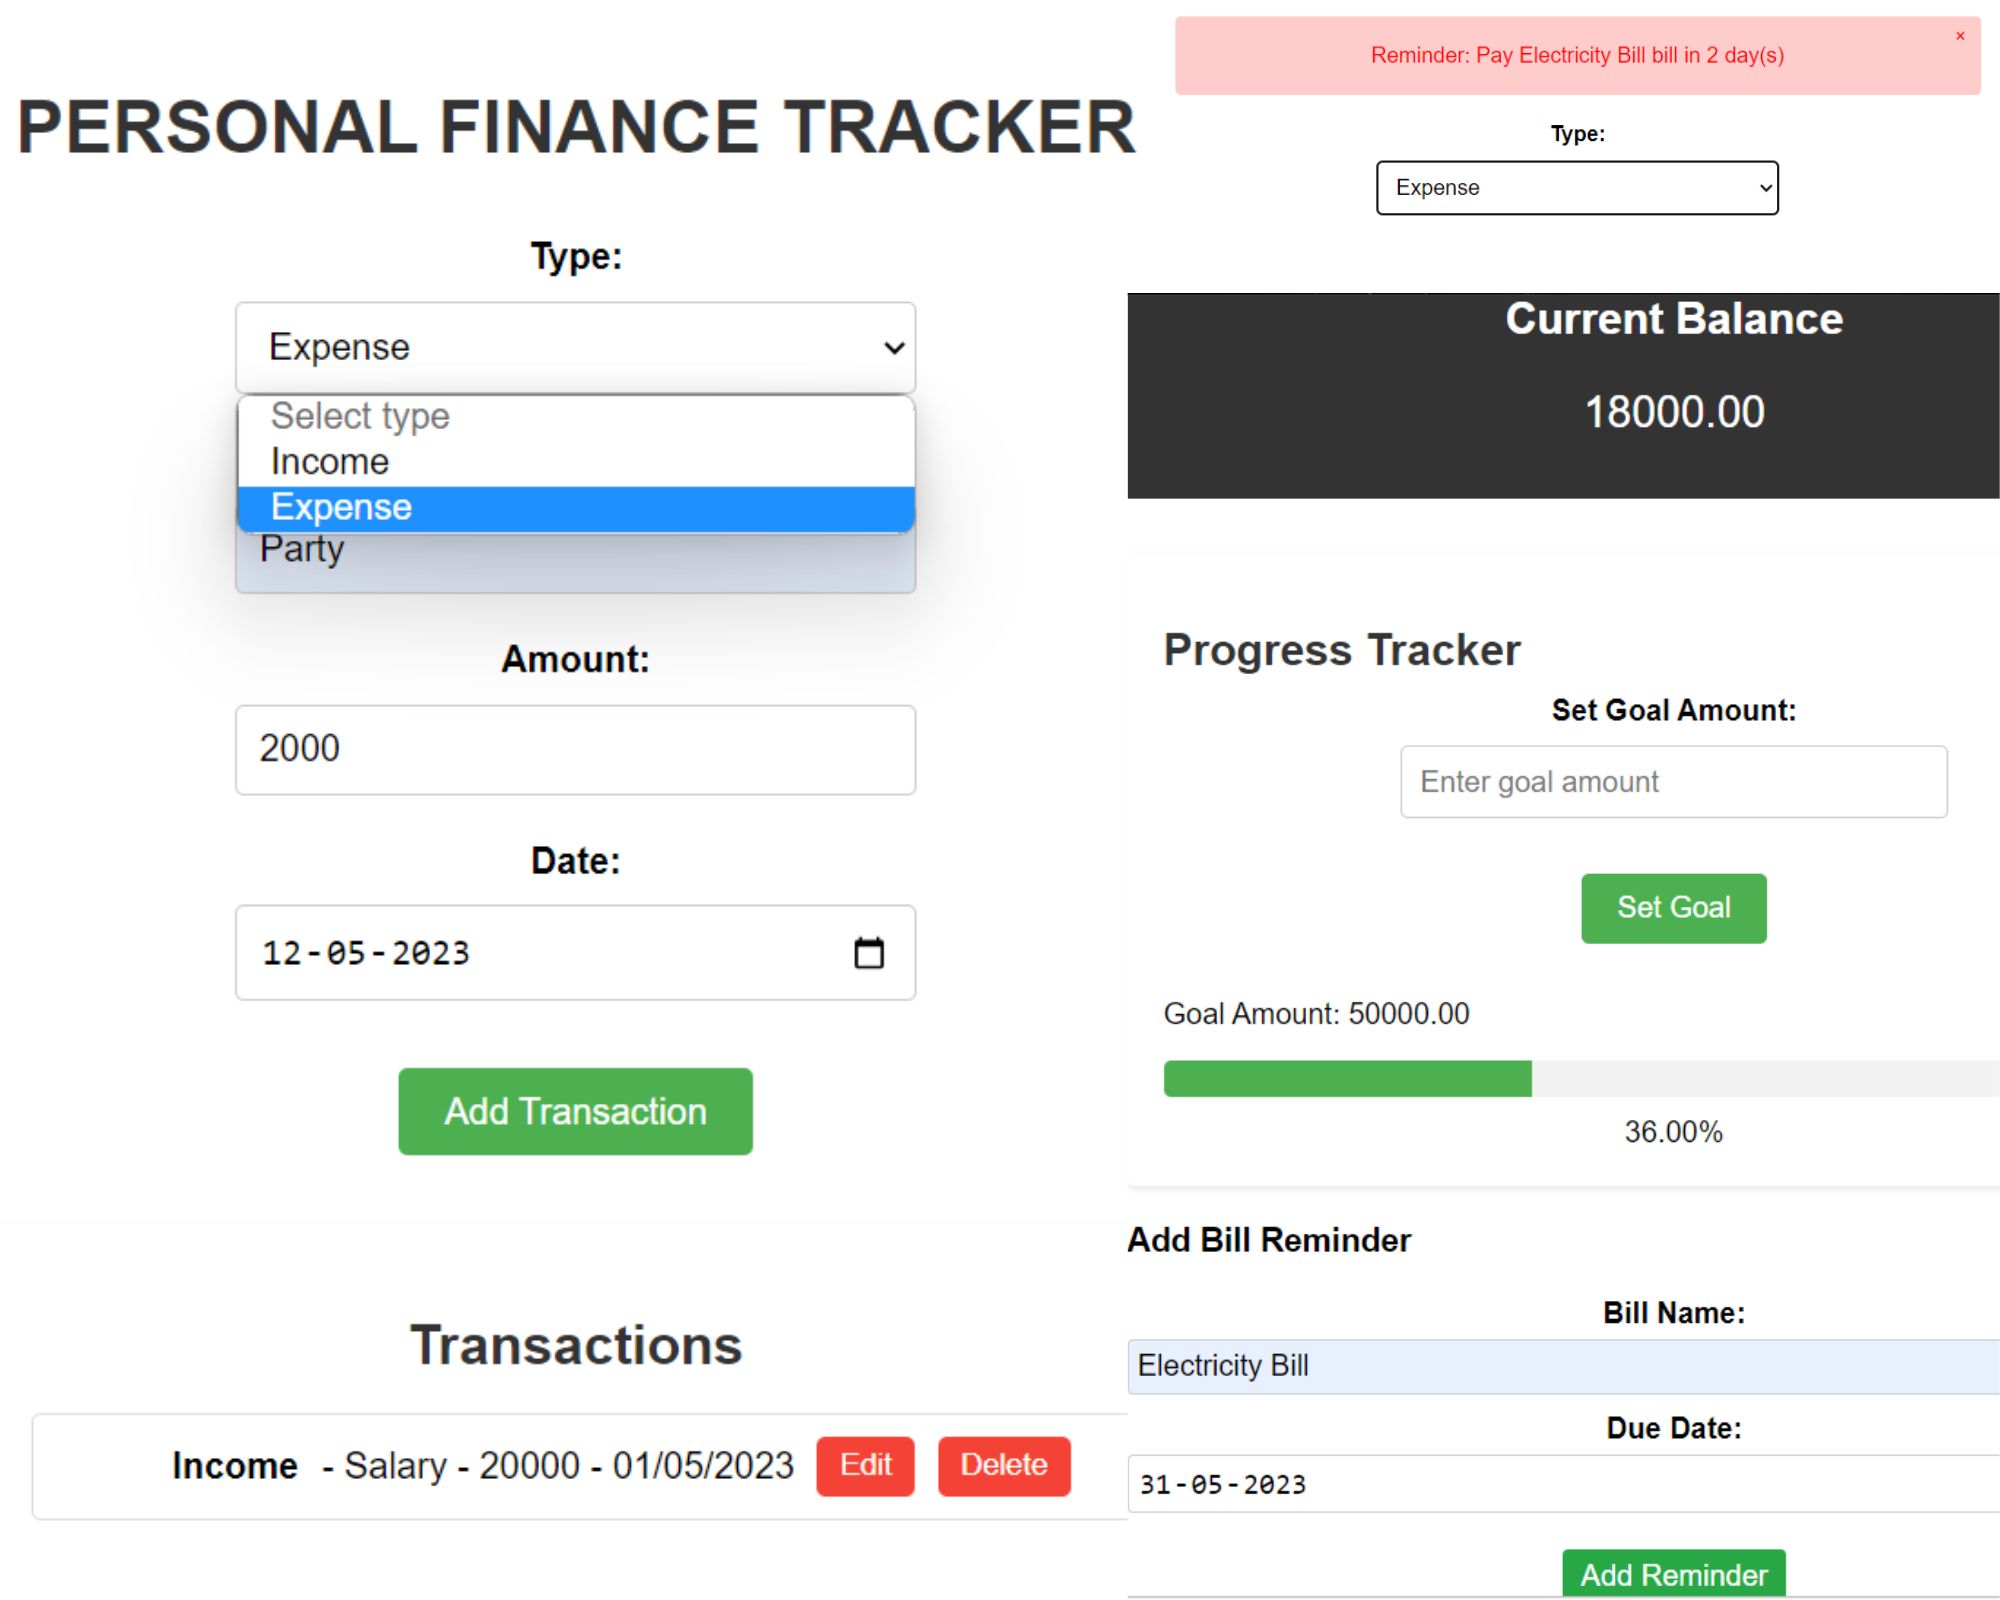 PERSONAL FINANCE TRACKER
Type:
Expense
Select type
Income
Expense
Party
Amount:
2000
Date:
12-05-2023
Add Transaction
Transactions
Income - Salary - 20000 - 01/05/2023 Edit Delete
Reminder: Pay Electricity Bill bill in 2 day(s) ×
Type:
Expense
Current Balance
18000.00
Progress Tracker
Set Goal Amount:
Enter goal amount
Set Goal
Goal Amount: 50000.00
36.00%
Add Bill Reminder
Bill Name:
Electricity Bill
Due Date:
31-05-2023
Add Reminder